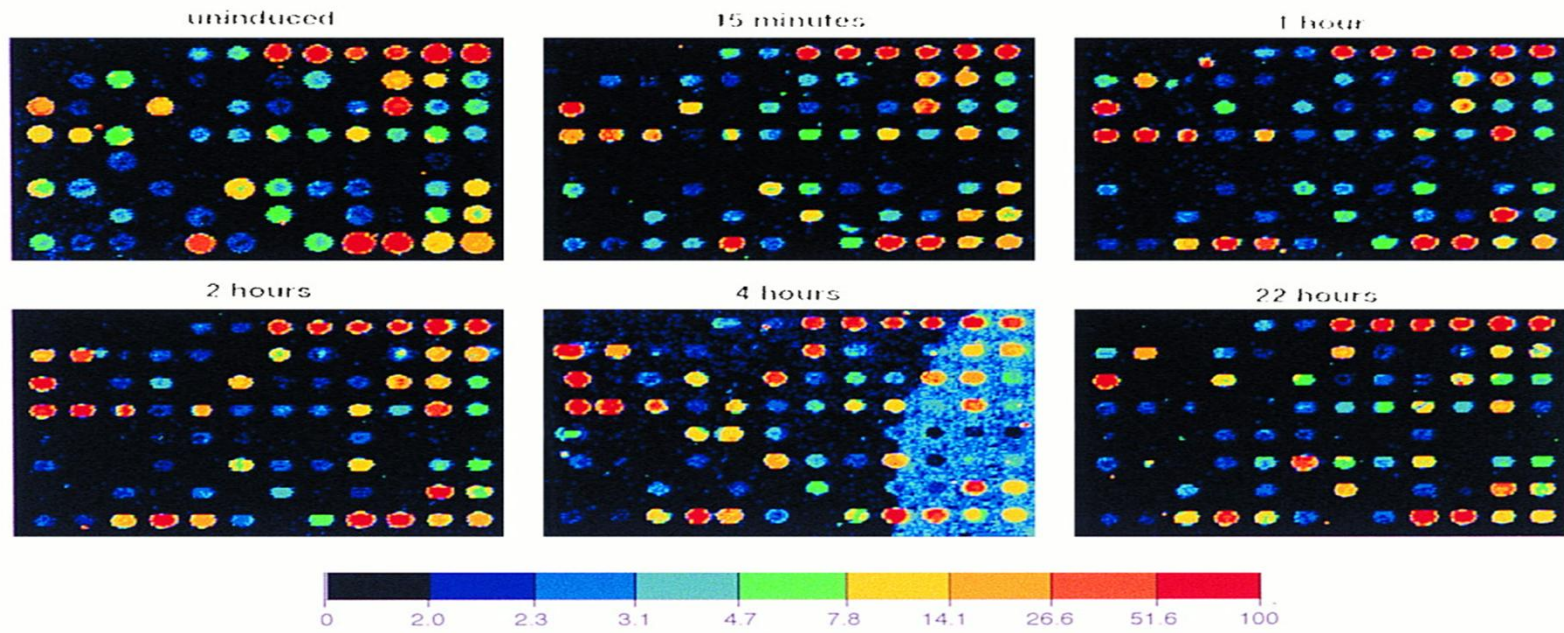 uninduced 15 minutes 1 hour
2 hours 4 hours 22 hours
0 2.0 2.3 3.1 4.7 7.8 14.1 26.6 51.6 100